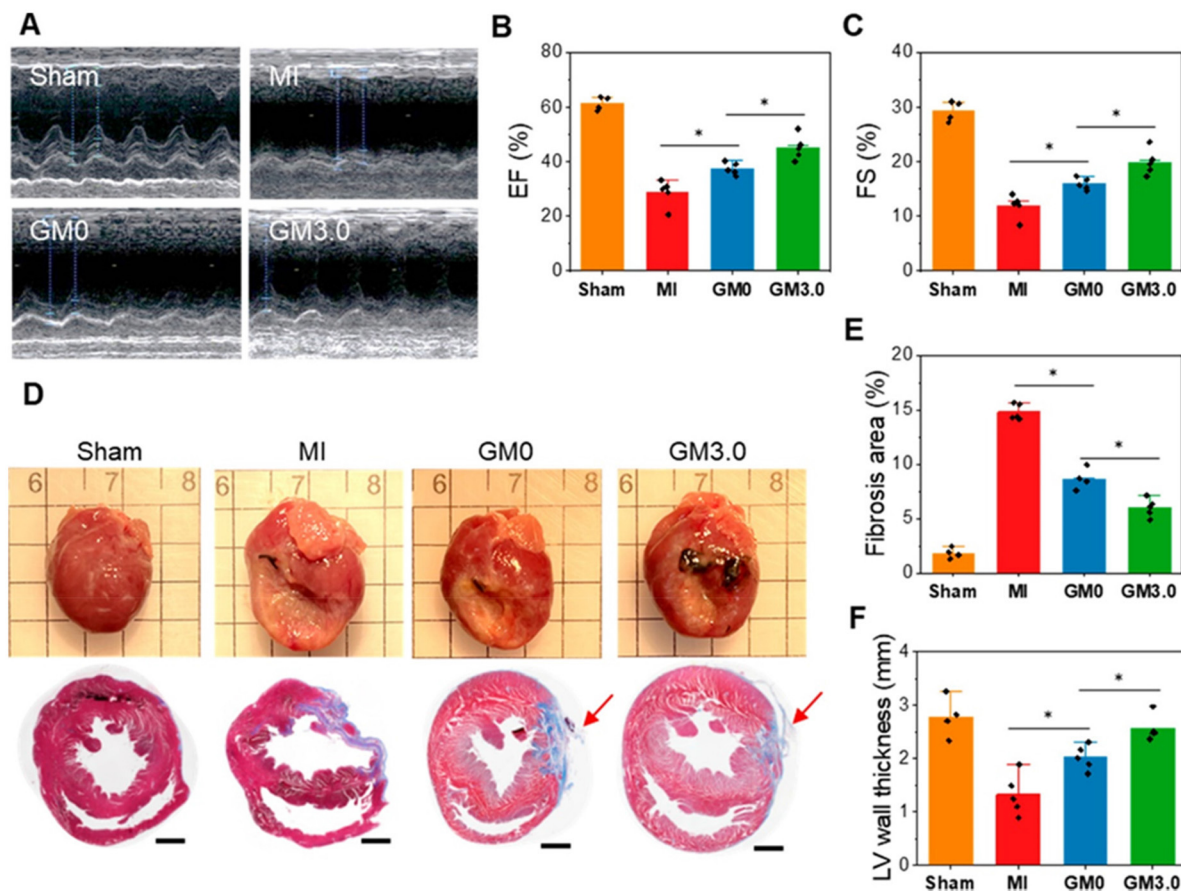 A
Sham
MI
GM0
GM3.0
B
EF (%)
80
60
40
20
0
*
*
Sham MI GM0 GM3.0
C
FS (%)
40
30
20
10
0
*
*
Sham MI GM0 GM3.0
D
Sham MI GM0 GM3.0
6 7 8 6 7 8 6 7 8 6 7 8
E
Fibrosis area (%)
20
15
10
5
0
*
*
Sham MI GM0 GM3.0
F
LV wall thickness (mm)
4
3
2
1
0
*
*
Sham MI GM0 GM3.0